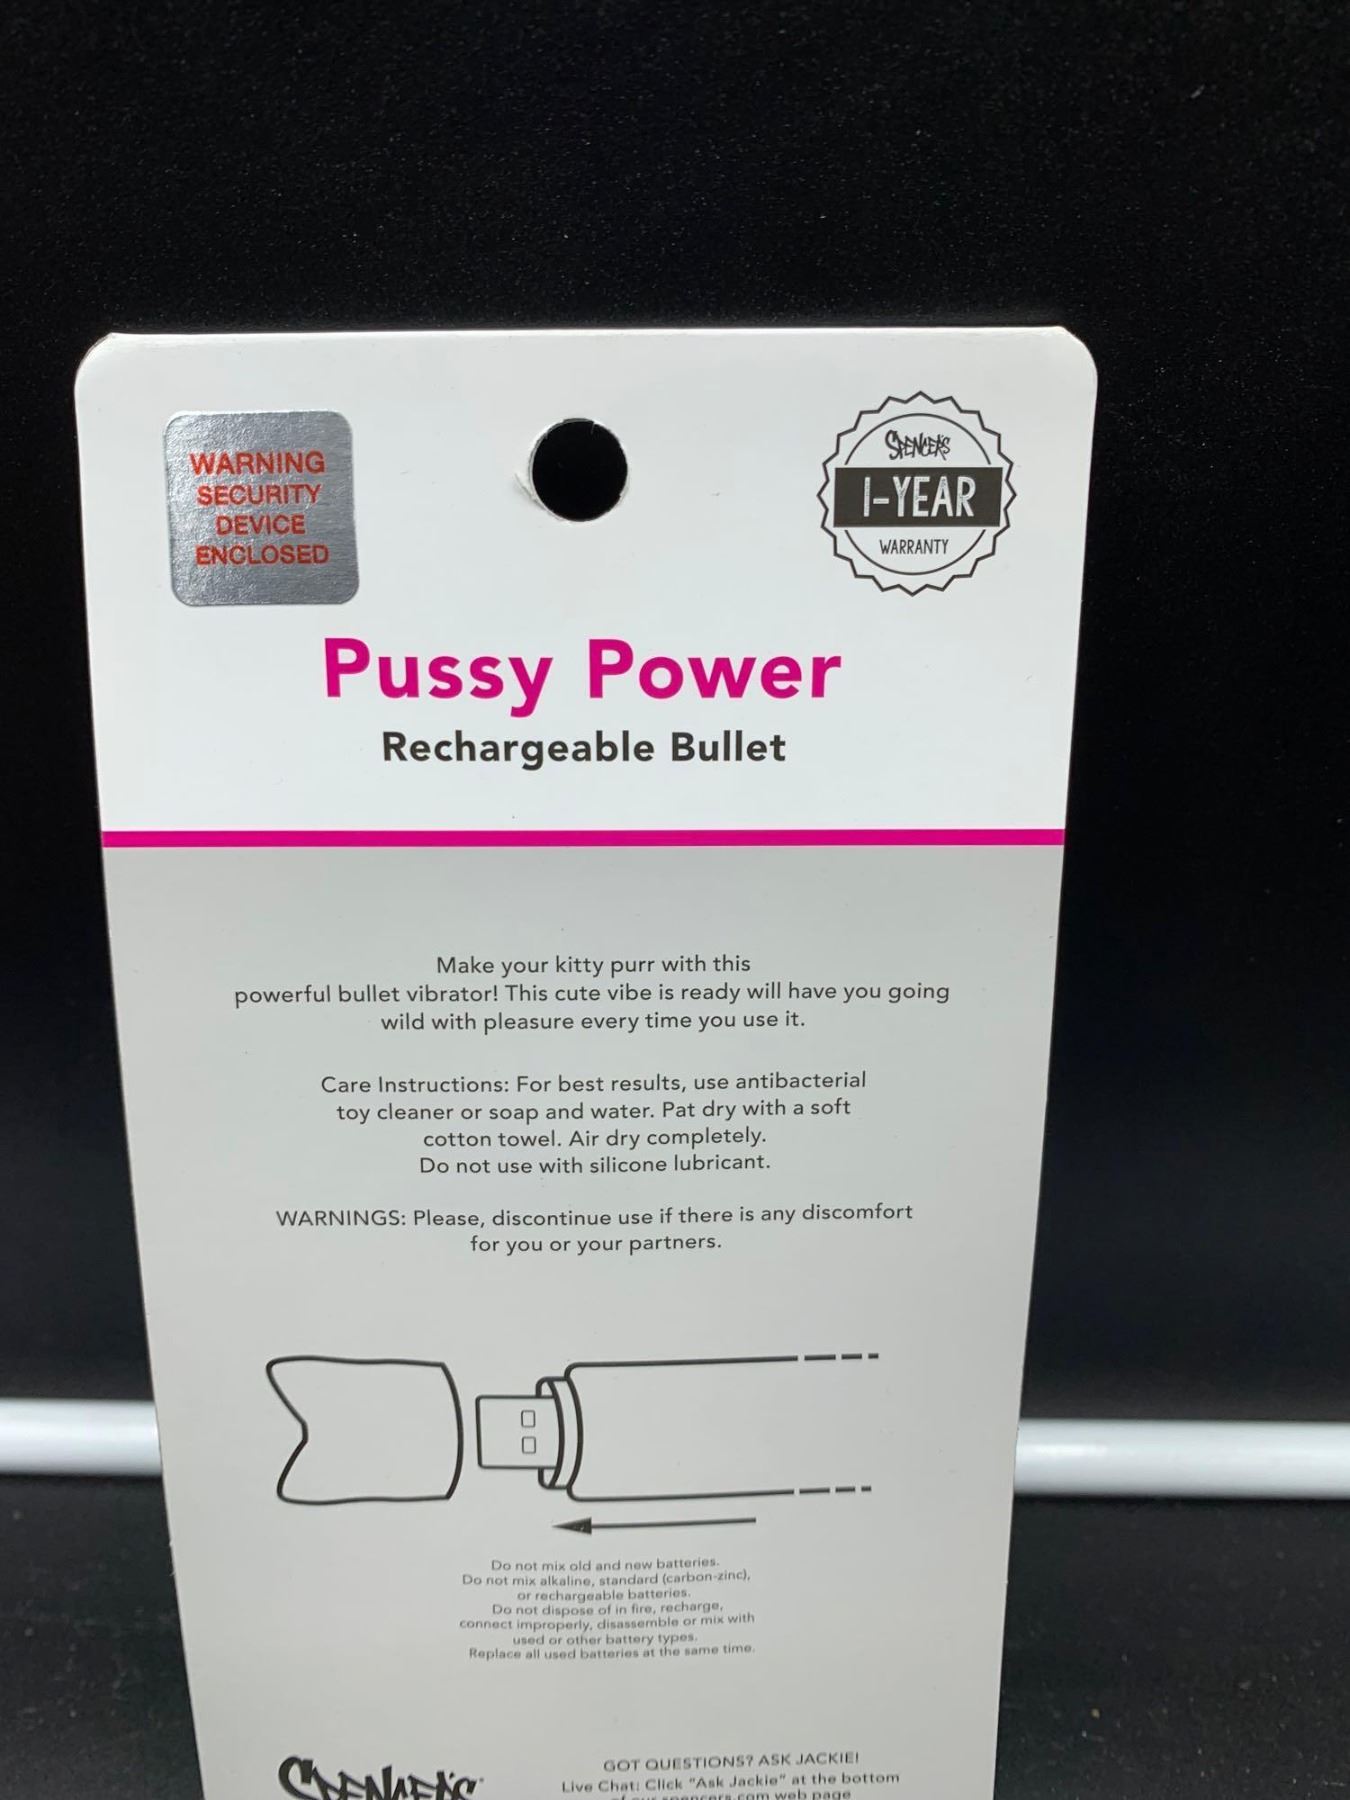 WARNING
SECURITY
DEVICE
ENCLOSED
SPENCER'S
1-YEAR
WARRANTY
Pussy Power
Rechargeable Bullet
Make your kitty purr with this
powerful bullet vibrator! This cute vibe is ready will have you going
wild with pleasure every time you use it.
Care Instructions: For best results, use antibacterial
toy cleaner or soap and water. Pat dry with a soft
cotton towel. Air dry completely.
Do not use with silicone lubricant.
WARNINGS: Please, discontinue use if there is any discomfort
for you or your partners.
Do not mix old and new batteries.
Do not mix alkaline, standard (carbon-zinc),
or rechargeable batteries.
Do not dispose of in fire, recharge,
connect improperly, disassemble or mix with
used or other battery types.
Replace all used batteries at the same time.
SPENCER'S
GOT QUESTIONS? ASK JACKIE!
Live Chat: Click "Ask Jackie" at the bottom
of our spencers.com web page